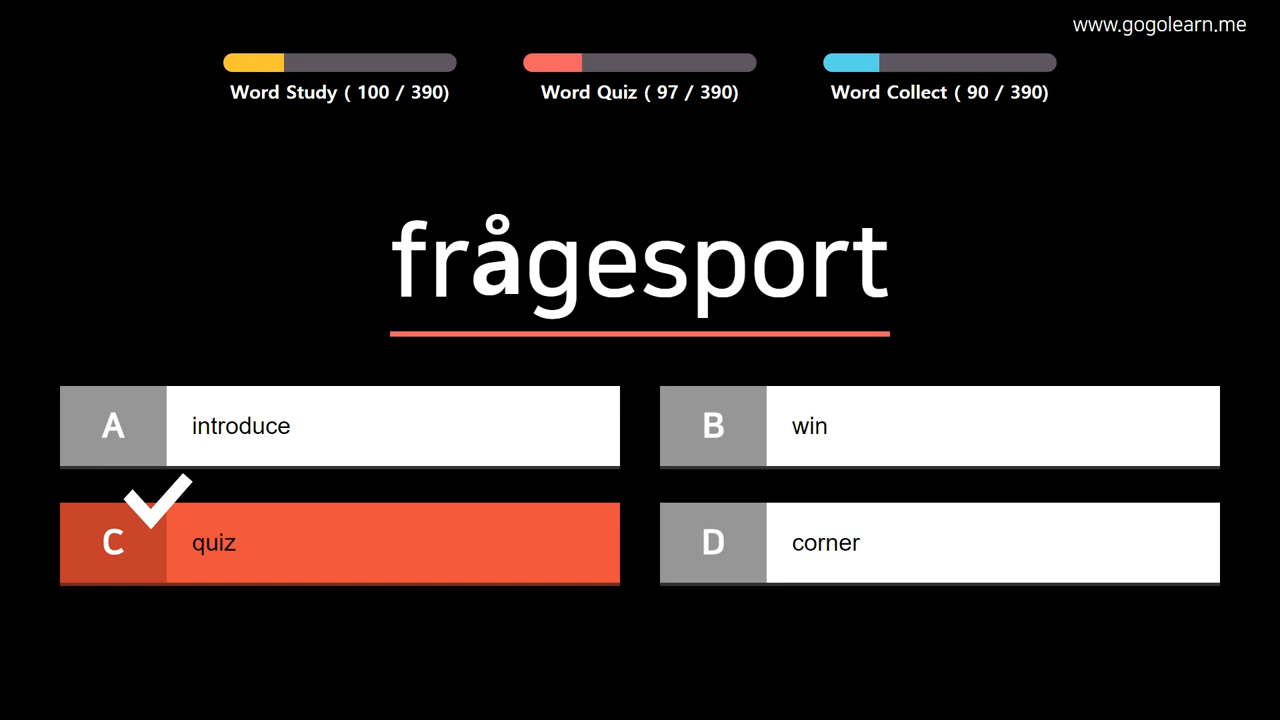 www.gogolearn.me
Word Study ( 100 / 390)
Word Quiz ( 97 / 390)
Word Collect ( 90 / 390)
frågesport
A introduce
B win
C quiz
D corner